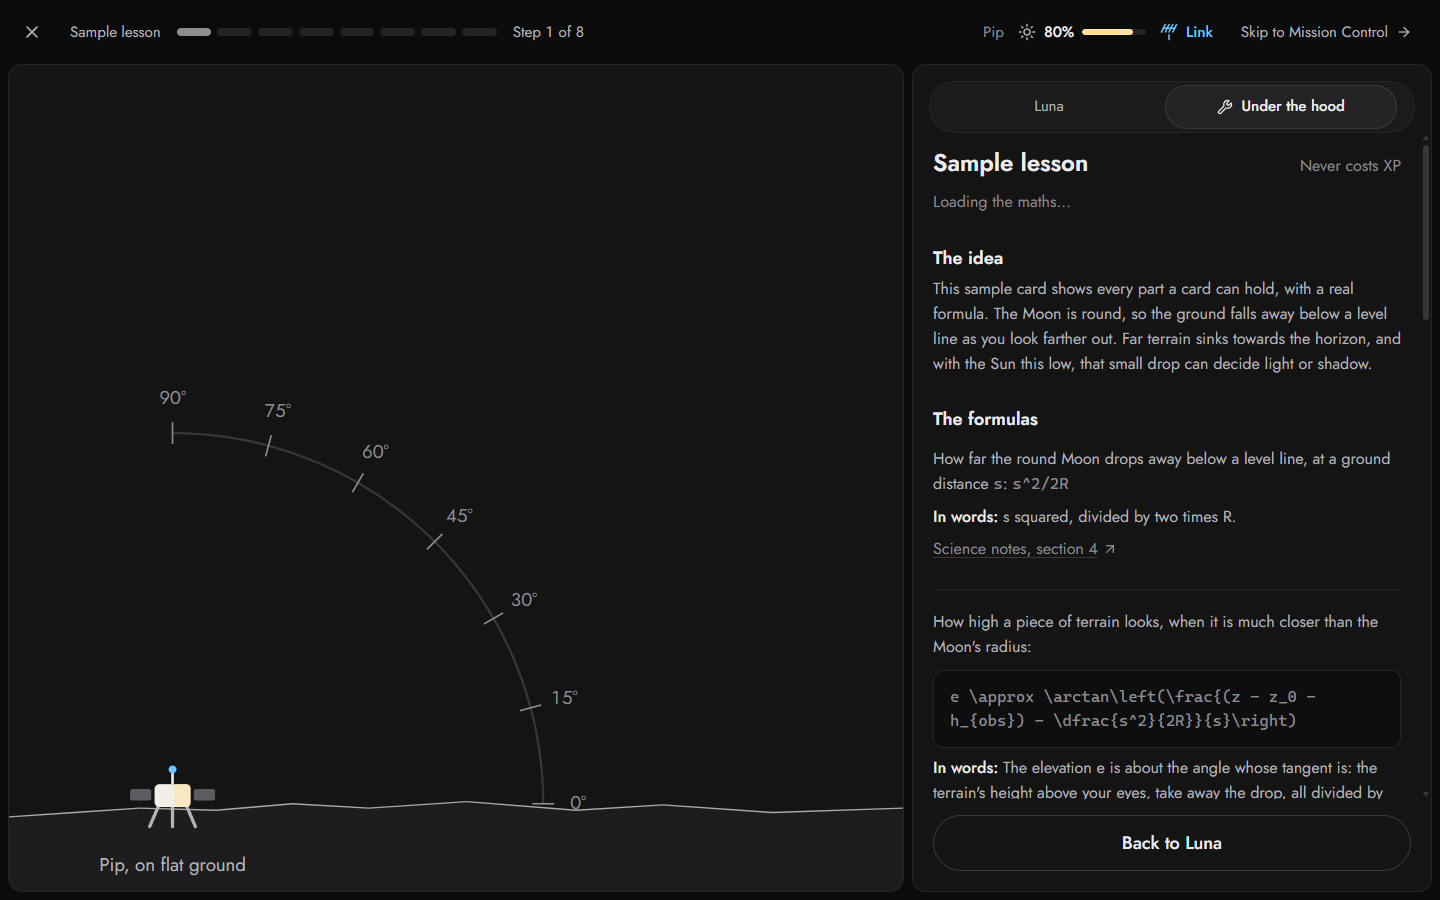 Sample lesson
Step 1 of 8
Pip
80%
Link
Skip to Mission Control
90°
75°
60°
45°
30°
15°
0°
Pip, on flat ground
Luna
Under the hood
Sample lesson
Never costs XP
Loading the maths...
The idea
This sample card shows every part a card can hold, with a real
formula. The Moon is round, so the ground falls away below a level
line as you look farther out. Far terrain sinks towards the horizon, and
with the Sun this low, that small drop can decide light or shadow.
The formulas
How far the round Moon drops away below a level line, at a ground
distance s: s^2/2R
In words: s squared, divided by two times R.
Science notes, section 4
How high a piece of terrain looks, when it is much closer than the
Moon's radius:
e \approx \arctan\left(\frac{(z - z_0 -
h_{obs}) - \dfrac{s^2}{2R}}{s}\right)
In words: The elevation e is about the angle whose tangent is: the
terrain's height above your eyes, take away the drop, all divided by
Back to Luna